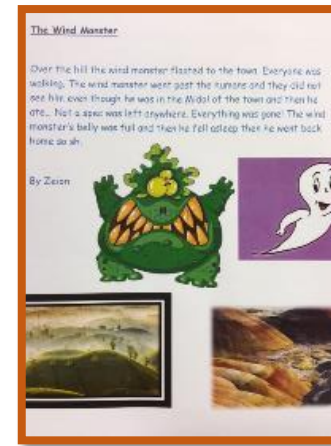 The Wind Monster
Over the hill the wind monster floated to the town. Everyone was
walking. The wind monster went past the humans and they did not
see him even though he was in the Midol of the town and then he
ate... Not a spec was left anywhere. Everything was gone! The wind
monster's belly was full and then he fell asleep then he went back
home so sh.
By Zeion